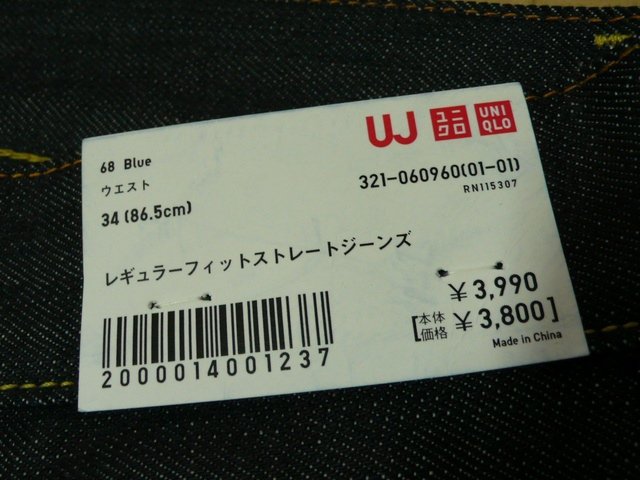 UJ ユニクロ UNIQLO
68 Blue
ウエスト
34 (86.5cm)
321-060960(01-01)
RN115307
レギュラーフィットストレートジーンズ
¥3,990
[本体価格 ¥3,800]
Made in China
2000014001237